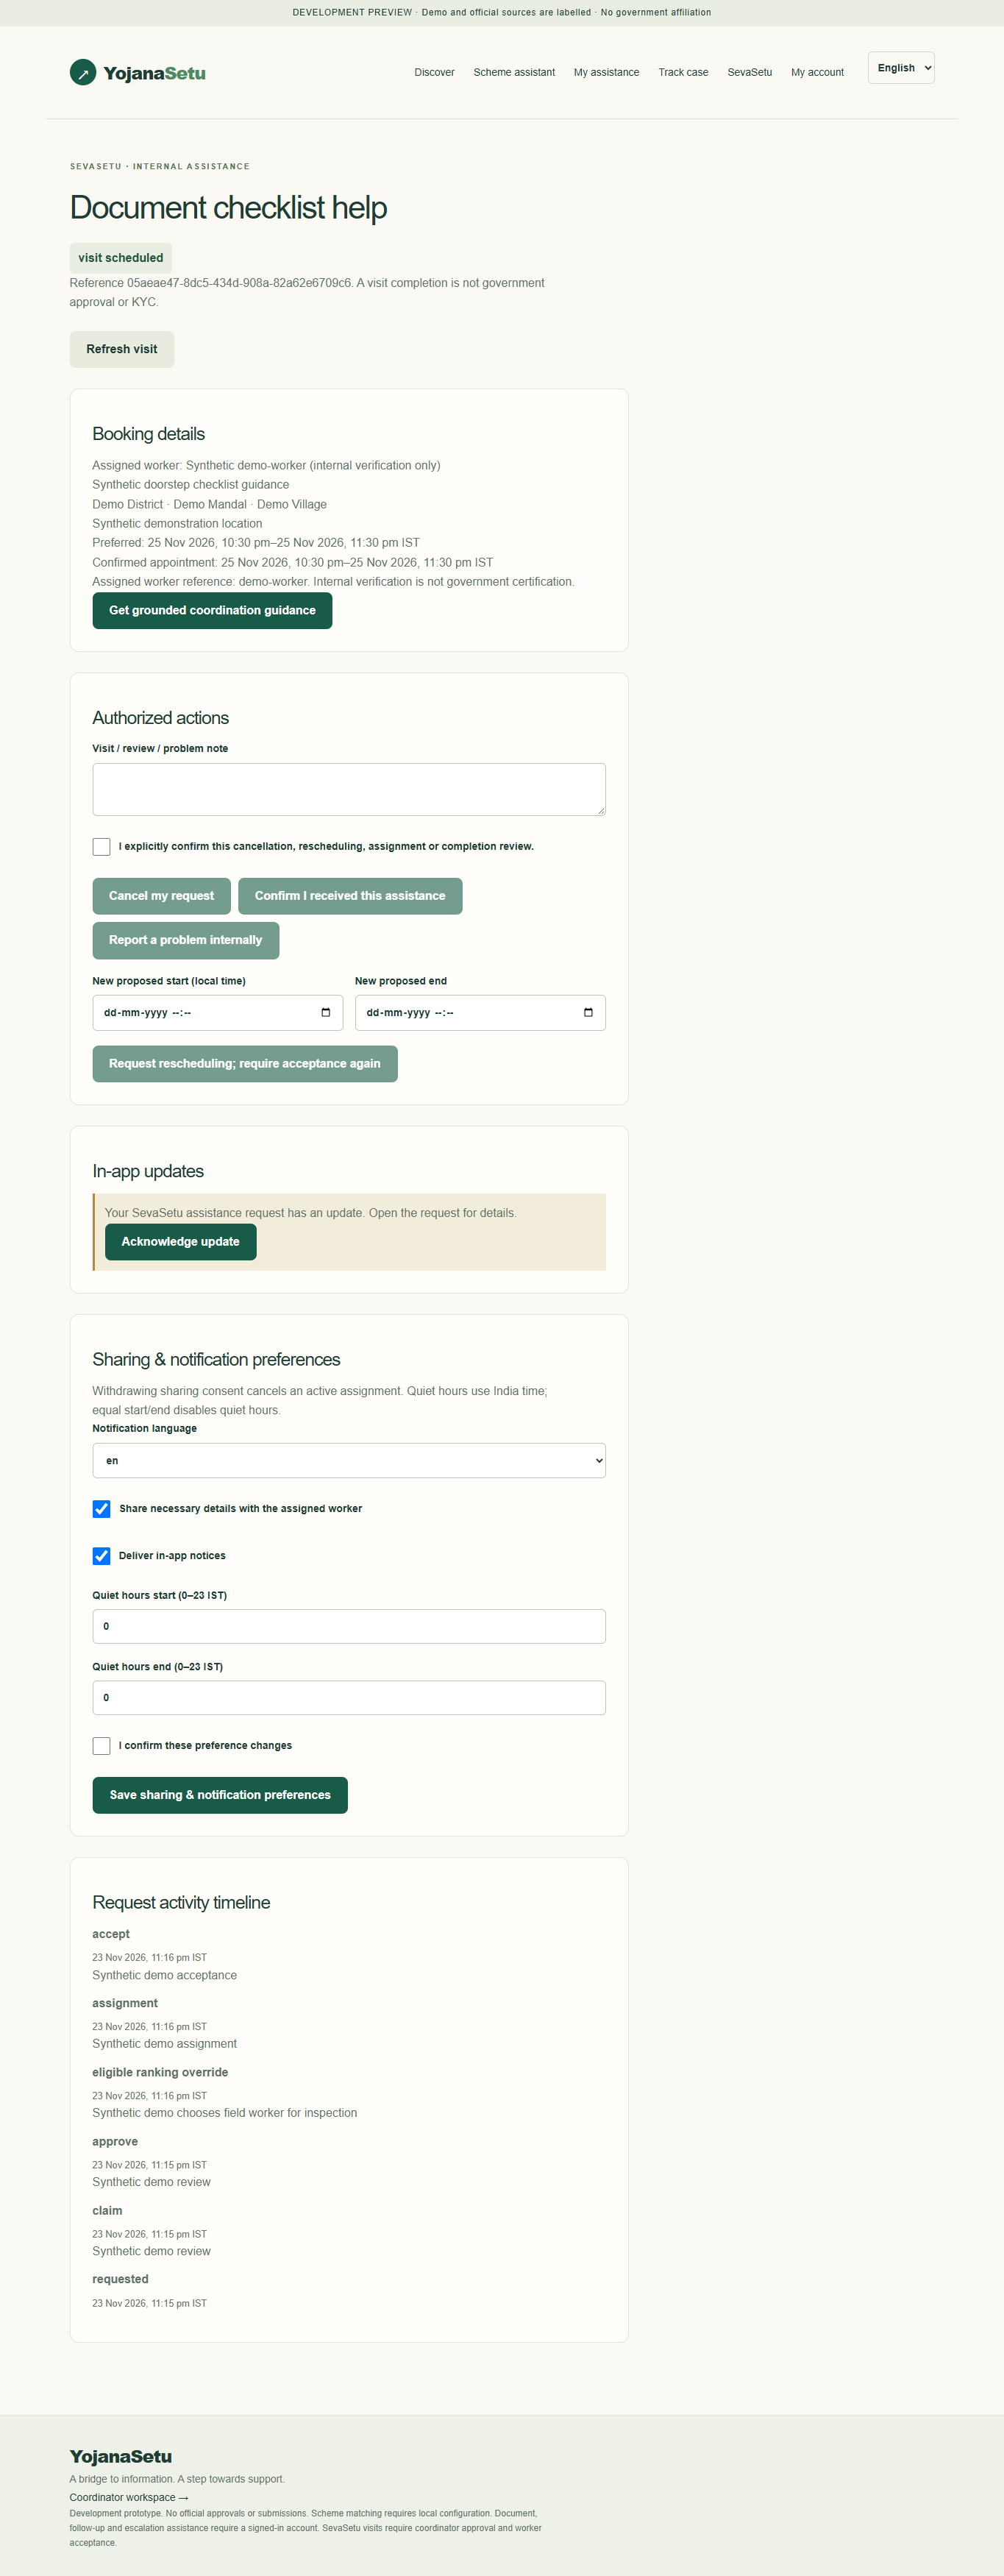 DEVELOPMENT PREVIEW · Demo and official sources are labelled · No government affiliation
YojanaSetu
Discover
Scheme assistant
My assistance
Track case
SevaSetu
My account
English
SEVASETU · INTERNAL ASSISTANCE
Document checklist help
visit scheduled
Reference 05aeae47-8dc5-434d-908a-82a62e6709c6. A visit completion is not government
approval or KYC.
Refresh visit
Booking details
Assigned worker: Synthetic demo-worker (internal verification only)
Synthetic doorstep checklist guidance
Demo District · Demo Mandal · Demo Village
Synthetic demonstration location
Preferred: 25 Nov 2026, 10:30 pm–25 Nov 2026, 11:30 pm IST
Confirmed appointment: 25 Nov 2026, 10:30 pm–25 Nov 2026, 11:30 pm IST
Assigned worker reference: demo-worker. Internal verification is not government certification.
Get grounded coordination guidance
Authorized actions
Visit / review / problem note
I explicitly confirm this cancellation, rescheduling, assignment or completion review.
Cancel my request
Confirm I received this assistance
Report a problem internally
New proposed start (local time)
New proposed end
dd-mm-yyyy --:--
dd-mm-yyyy --:--
Request rescheduling; require acceptance again
In-app updates
Your SevaSetu assistance request has an update. Open the request for details.
Acknowledge update
Sharing & notification preferences
Withdrawing sharing consent cancels an active assignment. Quiet hours use India time;
equal start/end disables quiet hours.
Notification language
en
Share necessary details with the assigned worker
Deliver in-app notices
Quiet hours start (0–23 IST)
0
Quiet hours end (0–23 IST)
0
I confirm these preference changes
Save sharing & notification preferences
Request activity timeline
accept
23 Nov 2026, 11:16 pm IST
Synthetic demo acceptance
assignment
23 Nov 2026, 11:16 pm IST
Synthetic demo assignment
eligible ranking override
23 Nov 2026, 11:16 pm IST
Synthetic demo chooses field worker for inspection
approve
23 Nov 2026, 11:15 pm IST
Synthetic demo review
claim
23 Nov 2026, 11:15 pm IST
Synthetic demo review
requested
23 Nov 2026, 11:15 pm IST
YojanaSetu
A bridge to information. A step towards support.
Coordinator workspace →
Development prototype. No official approvals or submissions. Scheme matching requires local configuration. Document,
follow-up and escalation assistance require a signed-in account. SevaSetu visits require coordinator approval and worker
acceptance.